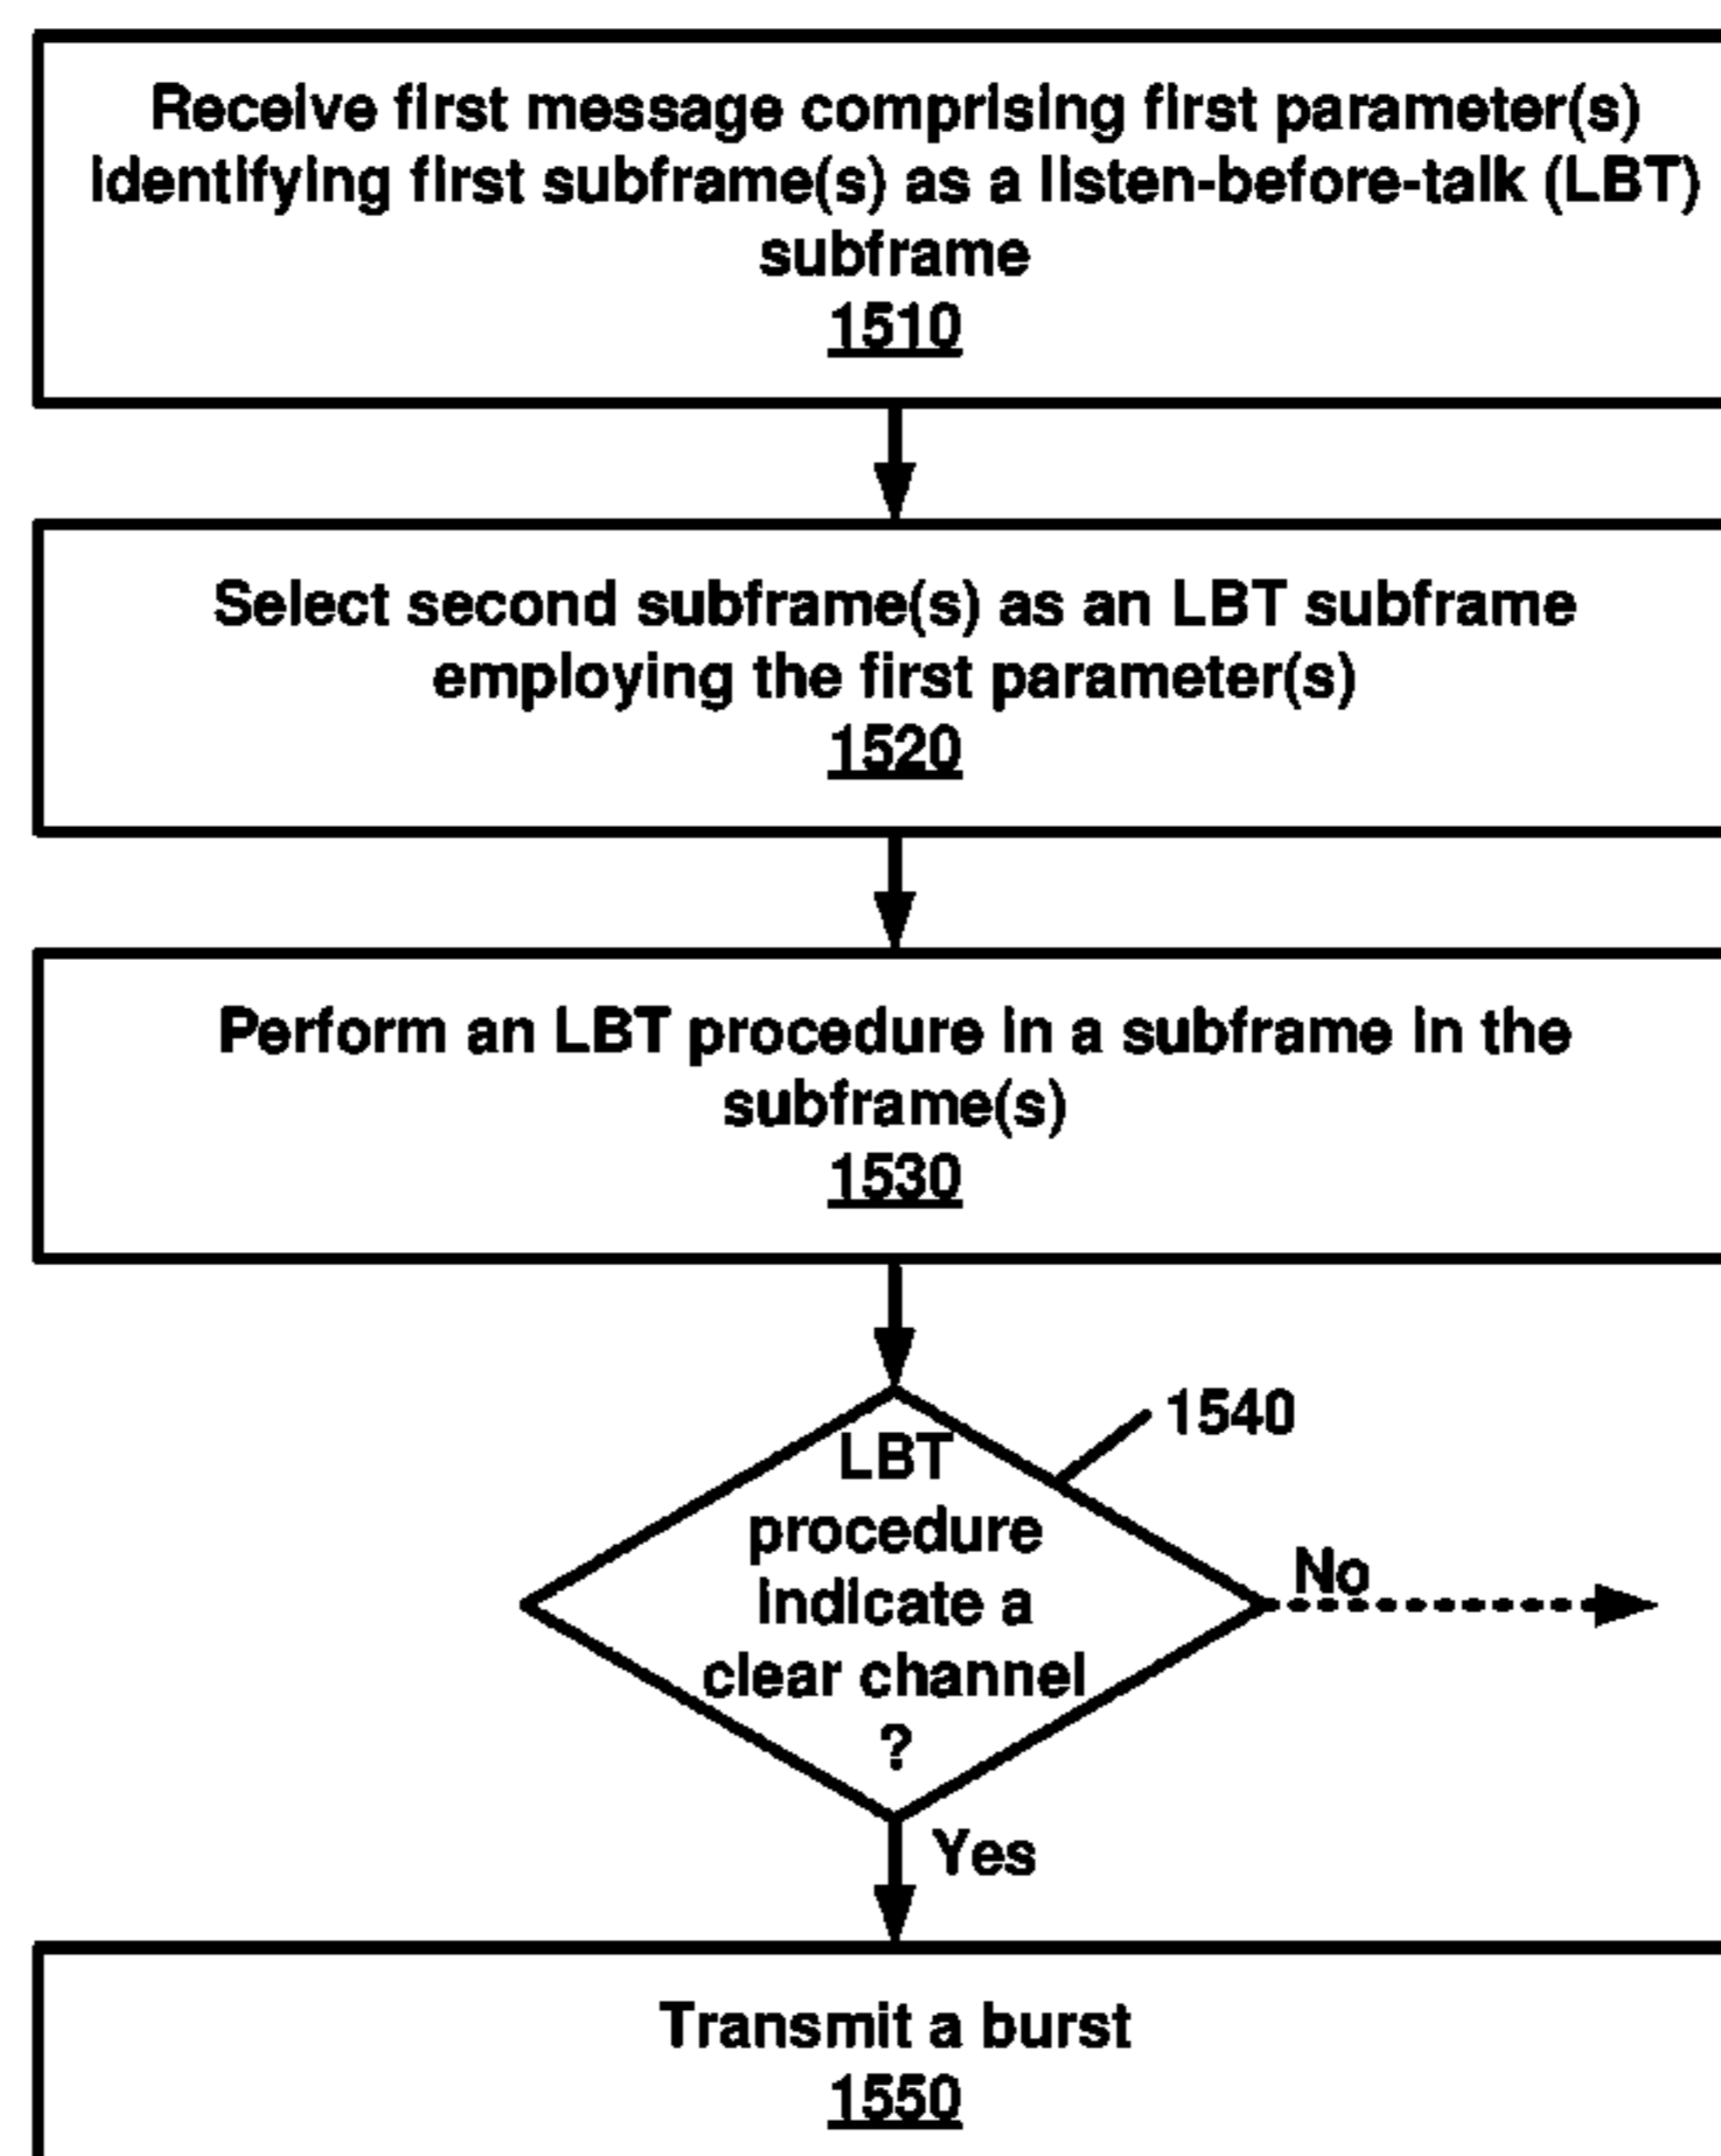 Receive first message comprising first parameter(s)
identifying first subframe(s) as a listen-before-talk (LBT)
subframe
1510
Select second subframe(s) as an LBT subframe
employing the first parameter(s)
1520
Perform an LBT procedure in a subframe in the
subframe(s)
1530
1540
LBT
procedure
indicate a
clear channel
?
No
Yes
Transmit a burst
1550